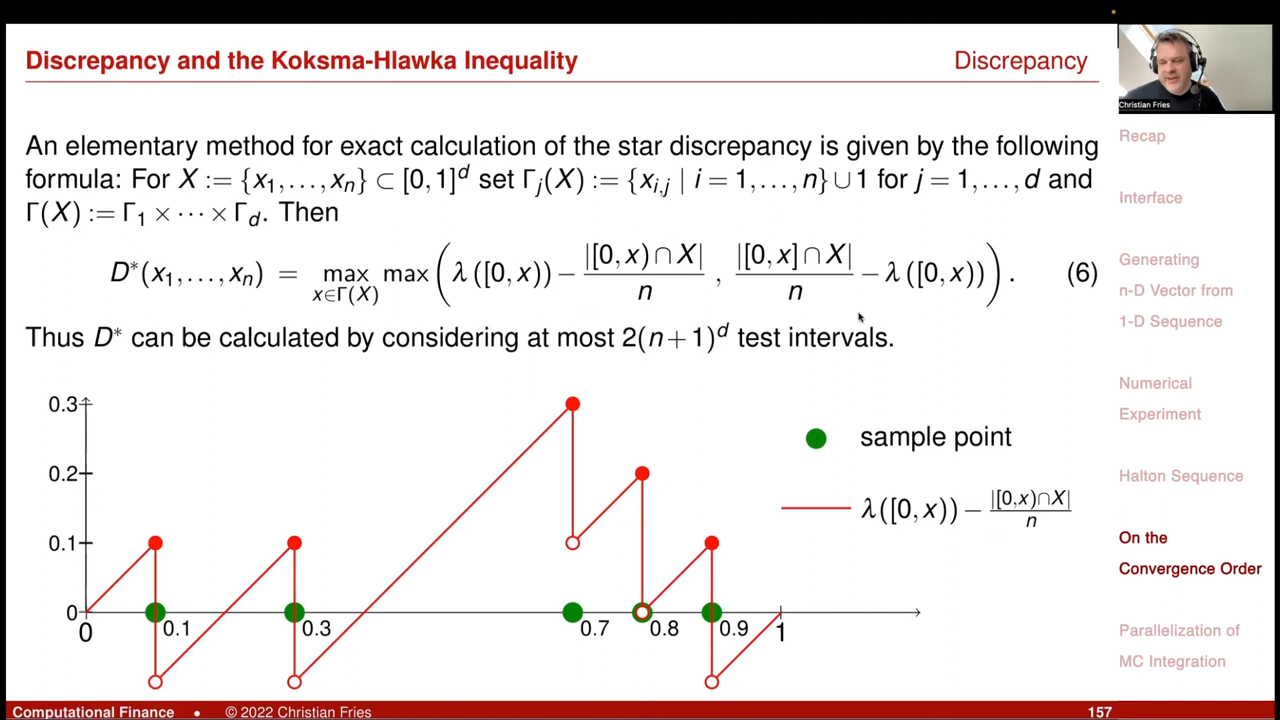 Discrepancy and the Koksma-Hlawka Inequality
Discrepancy
Christian Fries
An elementary method for exact calculation of the star discrepancy is given by the following
formula: For X := {x₁,…,xₙ} ⊂ [0,1]ᵈ set Γⱼ(X) := {xᵢ,ⱼ | i = 1,…,n} ∪ 1 for j = 1,…,d and
Γ(X) := Γ₁ × ⋯ × Γ_d. Then
D*(x₁,…,xₙ) = max_{x∈Γ(X)} max( λ([0,x)) − |[0,x)∩X|/n , |[0,x]∩X|/n − λ([0,x)) ). (6)
Thus D* can be calculated by considering at most 2(n+1)ᵈ test intervals.
0.3
0.2
0.1
0
0
0.1
0.3
0.7
0.8
0.9
1
sample point
λ([0,x)) − |[0,x)∩X|/n
Recap
Interface
Generating
n-D Vector from
1-D Sequence
Numerical
Experiment
Halton Sequence
On the
Convergence Order
Parallelization of
MC Integration
Computational Finance • © 2022 Christian Fries
157